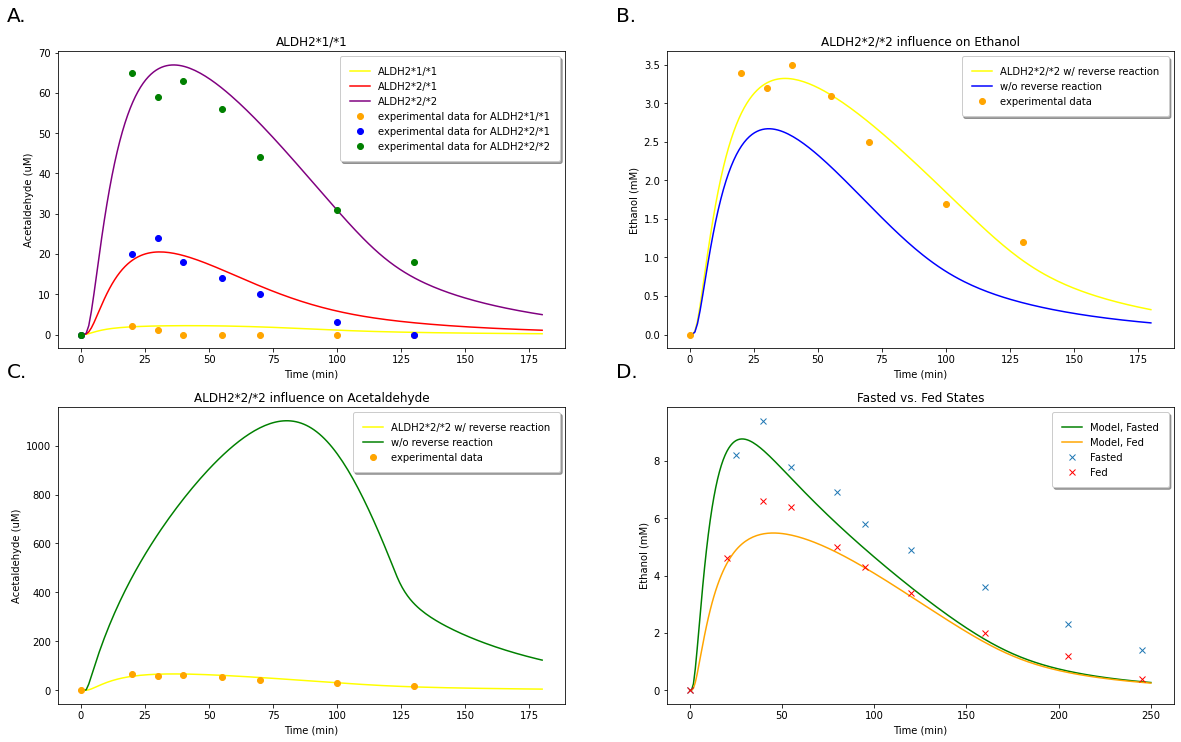 A.
ALDH2*1/*1
Acetaldehyde (uM)
70
60
50
40
30
20
10
0
ALDH2*1/*1
ALDH2*2/*1
ALDH2*2/*2
experimental data for ALDH2*1/*1
experimental data for ALDH2*2/*1
experimental data for ALDH2*2/*2
0 25 50 75 100 125 150 175
Time (min)
B.
ALDH2*2/*2 influence on Ethanol
Ethanol (mM)
3.5
3.0
2.5
2.0
1.5
1.0
0.5
0.0
ALDH2*2/*2 w/ reverse reaction
w/o reverse reaction
experimental data
0 25 50 75 100 125 150 175
Time (min)
C.
ALDH2*2/*2 influence on Acetaldehyde
Acetaldehyde (uM)
1000
800
600
400
200
0
ALDH2*2/*2 w/ reverse reaction
w/o reverse reaction
experimental data
0 25 50 75 100 125 150 175
Time (min)
D.
Fasted vs. Fed States
Ethanol (mM)
8
6
4
2
0
Model, Fasted
Model, Fed
Fasted
Fed
0 50 100 150 200 250
Time (min)